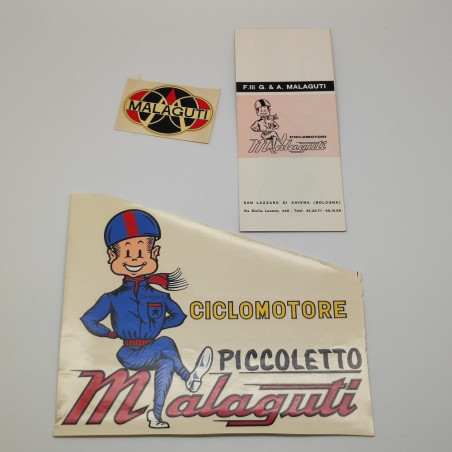 MALAGUTI
F.lli G. & A. MALAGUTI
CICLOMOTORI
Malaguti
SAN LAZZARO DI SAVENA (BOLOGNA)
CICLOMOTORE
PICCOLETTO
Malaguti